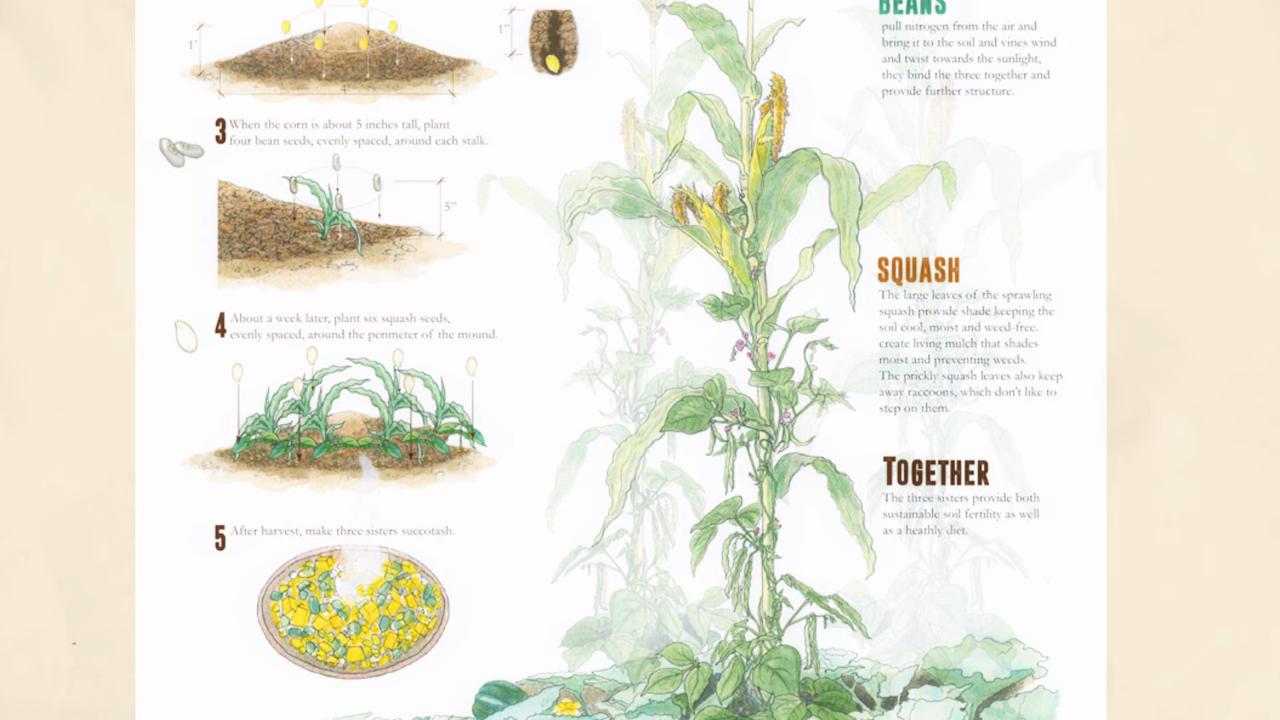 1'
4'
1"
3 When the corn is about 5 inches tall, plant
four bean seeds, evenly spaced, around each stalk.
5"
4 About a week later, plant six squash seeds,
evenly spaced, around the perimeter of the mound.
5 After harvest, make three sisters succotash.
BEANS
pull nitrogen from the air and
bring it to the soil and vines wind
and twist towards the sunlight,
they bind the three together and
provide further structure.
SQUASH
The large leaves of the sprawling
squash provide shade keeping the
soil cool, moist and weed-free.
create living mulch that shades
moist and preventing weeds.
The prickly squash leaves also keep
away raccoons, which don't like to
step on them.
TOGETHER
The three sisters provide both
sustainable soil fertility as well
as a heathly diet.